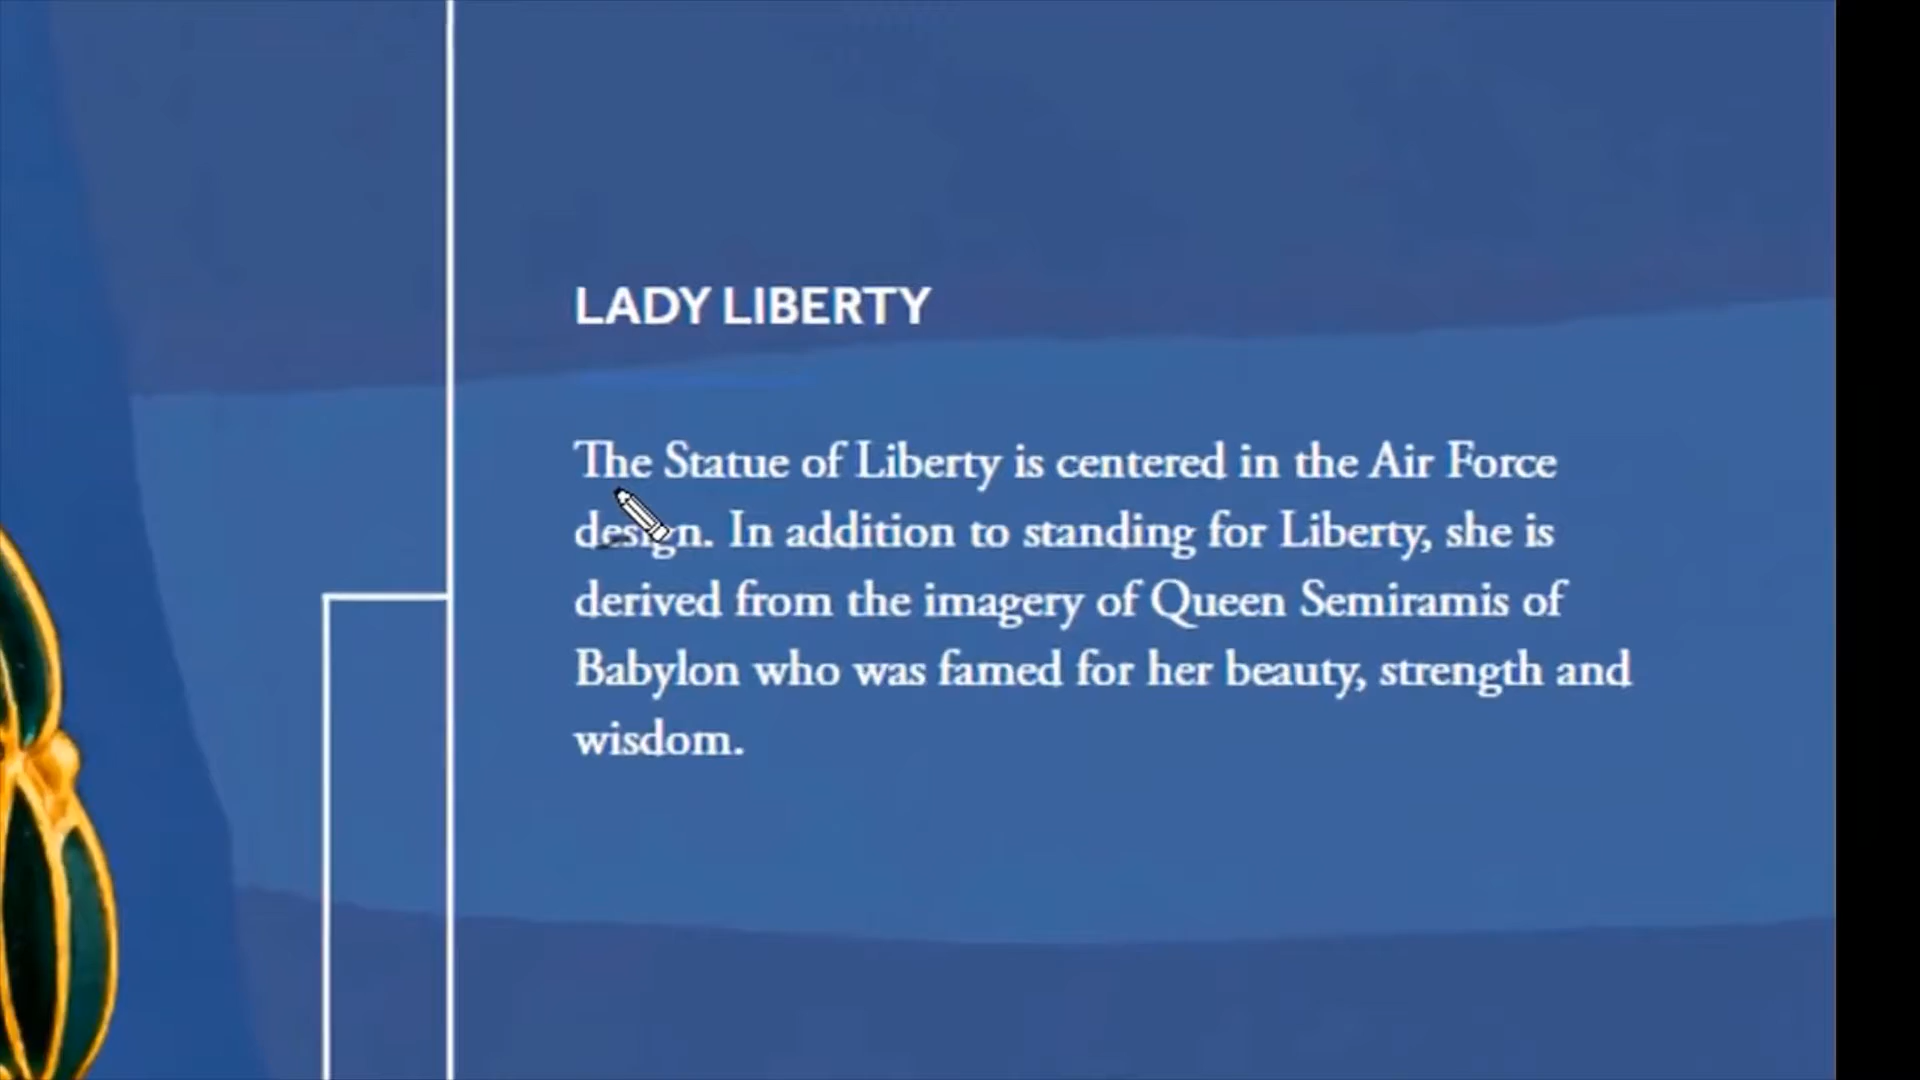 LADY LIBERTY
The Statue of Liberty is centered in the Air Force
design. In addition to standing for Liberty, she is
derived from the imagery of Queen Semiramis of
Babylon who was famed for her beauty, strength and
wisdom.